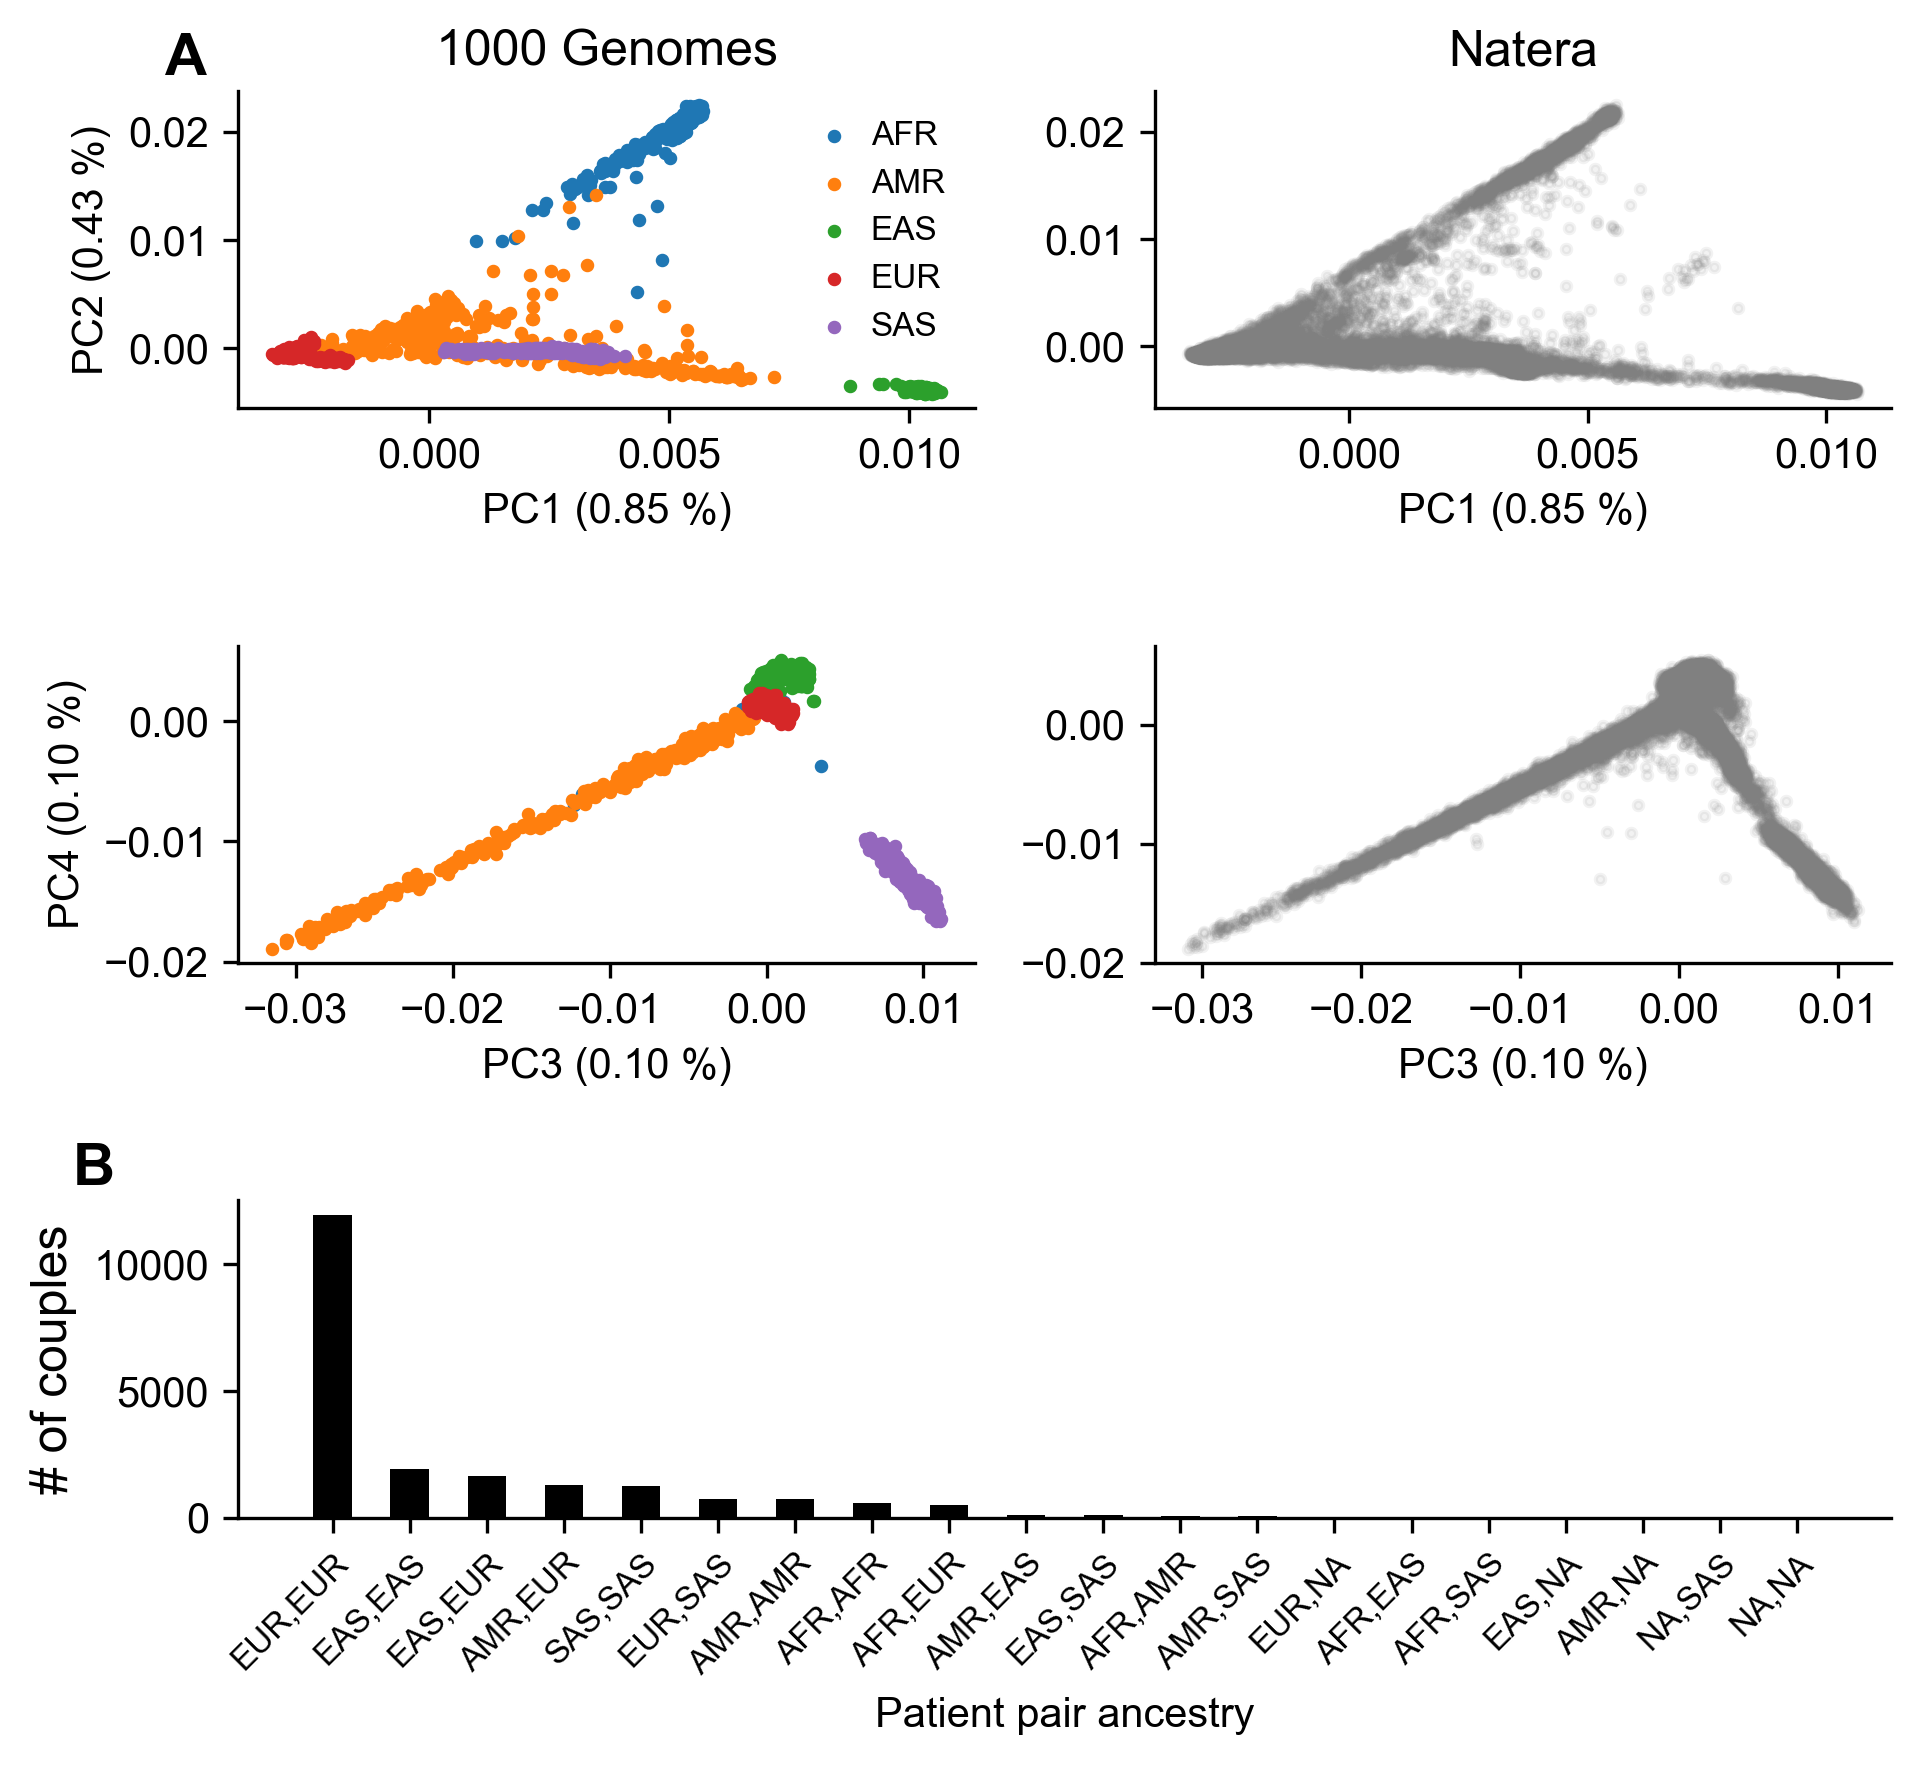 A
1000 Genomes
Natera
PC2 (0.43 %)
0.02
0.01
0.00
AFR
AMR
EAS
EUR
SAS
0.02
0.01
0.00
0.000 0.005 0.010
PC1 (0.85 %)
0.000 0.005 0.010
PC1 (0.85 %)
PC4 (0.10 %)
0.00
−0.01
−0.02
0.00
−0.01
−0.02
−0.03 −0.02 −0.01 0.00 0.01
PC3 (0.10 %)
−0.03 −0.02 −0.01 0.00 0.01
PC3 (0.10 %)
B
# of couples
10000
5000
0
EUR,EUR
EAS,EAS
EAS,EUR
AMR,EUR
SAS,SAS
EUR,SAS
AMR,AMR
AFR,AFR
AFR,EUR
AMR,EAS
EAS,SAS
AFR,AMR
AMR,SAS
EUR,NA
AFR,EAS
AFR,SAS
EAS,NA
AMR,NA
NA,SAS
NA,NA
Patient pair ancestry